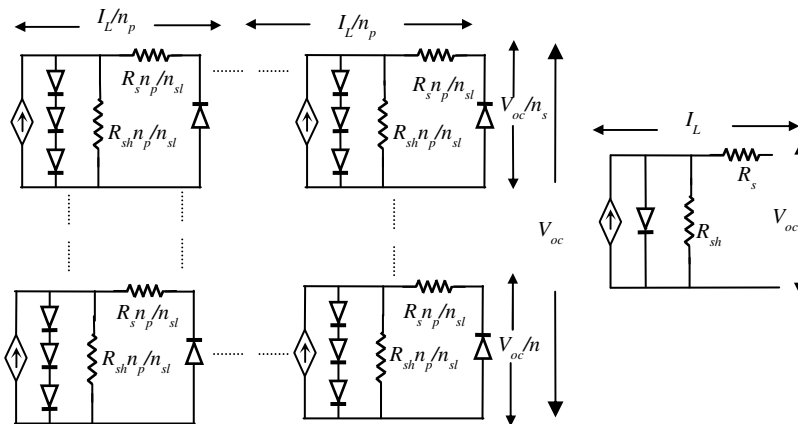 I_L/n_p
I_L/n_p
R_s n_p/n_sl
R_sh n_p/n_sl
R_s n_p/n_sl
R_sh n_p/n_sl
V_oc/n_s
V_oc
I_L
R_s
R_sh
V_oc
R_s n_p/n_sl
R_sh n_p/n_sl
R_s n_p/n_sl
R_sh n_p/n_sl
V_oc/n